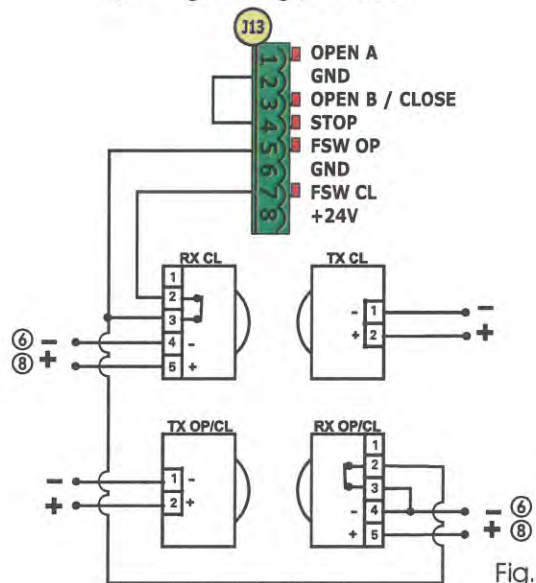 J13
1 OPEN A
2 GND
3 OPEN B / CLOSE
4 STOP
5 FSW OP
6 GND
7 FSW CL
8 +24V
RX CL
1
2
3
⑥ - 4 -
⑧ + 5 +
TX CL
- 1 -
+ 2 +
TX OP/CL
- 1 -
+ 2 +
RX OP/CL
1
2
3
- 4 - ⑥
+ 5 + ⑧
Fig.